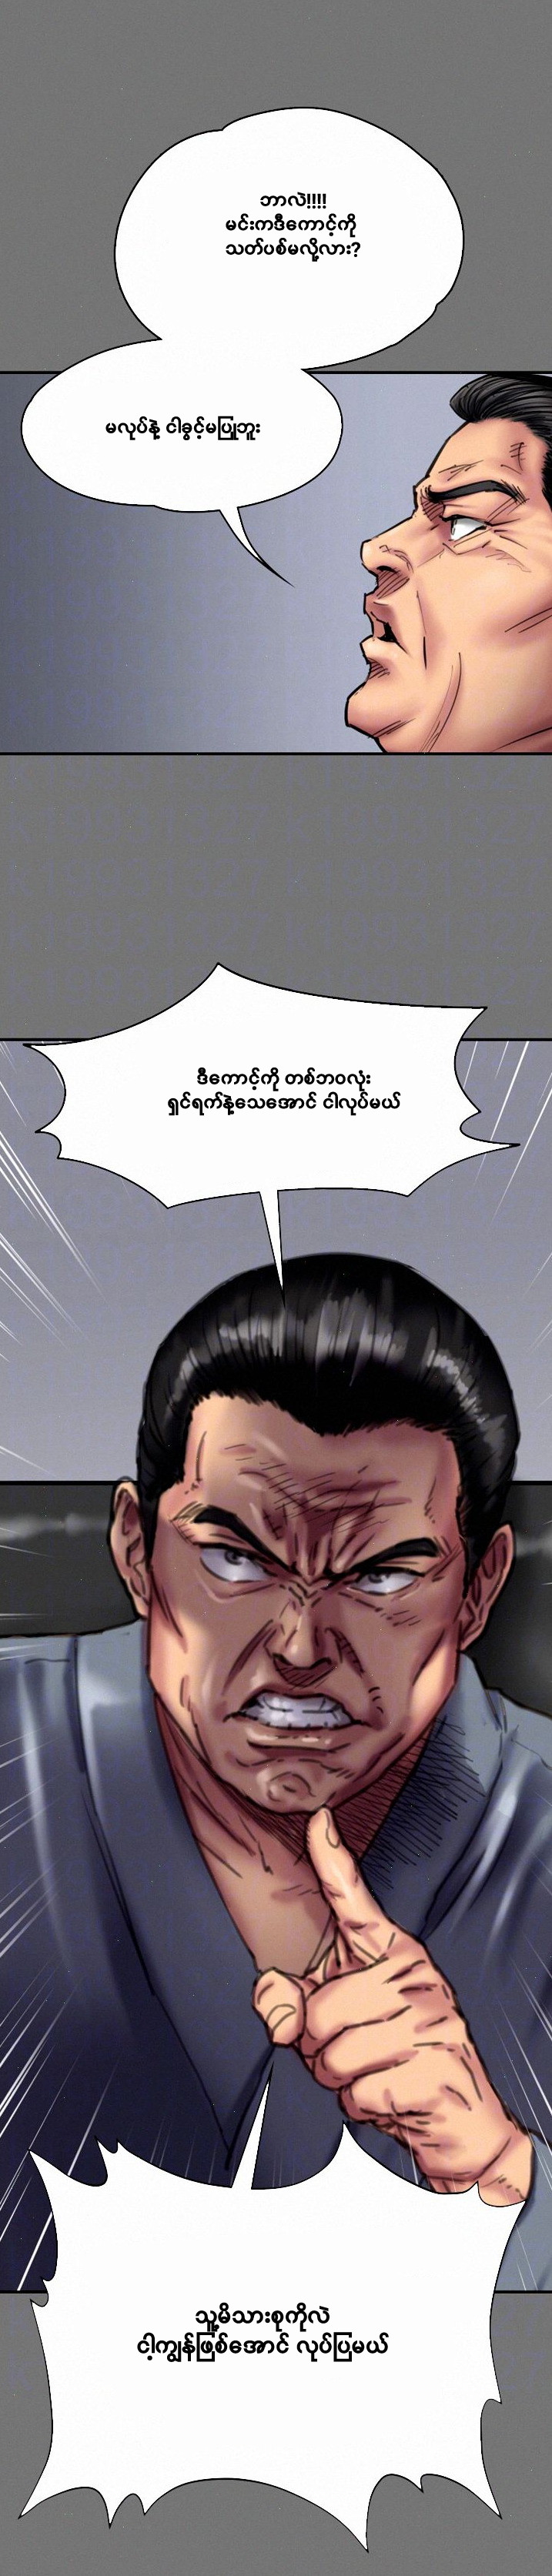 ဘာလဲ!!!!
မင်းကဒီကောင့်ကို
သတ်ပစ်မလို့လား?
မလုပ်နဲ့ ငါခွင့်မပြုဘူး
ဒီကောင့်ကို တစ်ဘဝလုံး
ရှင်ရက်နဲ့သေအောင် ငါလုပ်မယ်
သူ့မိသားစုကိုလဲ
ငါ့ကျွန်ဖြစ်အောင် လုပ်ပြမယ်